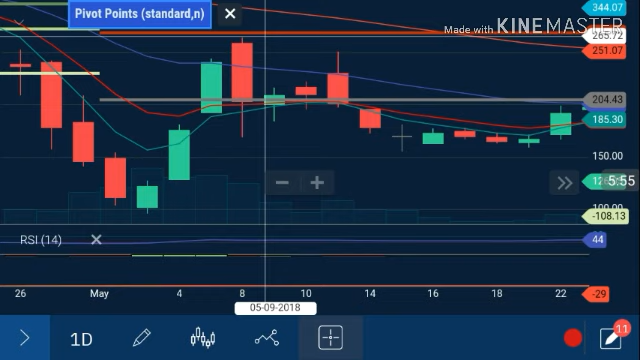 Pivot Points (standard,n) ×
Made with KINEMASTER
344.07
265.72
251.07
204.43
185.30
150.00
5:55
100.00
-108.13
RSI (14) ×
44
-29
26 May 4 8 10 14 16 18 22
05-09-2018
1D
11